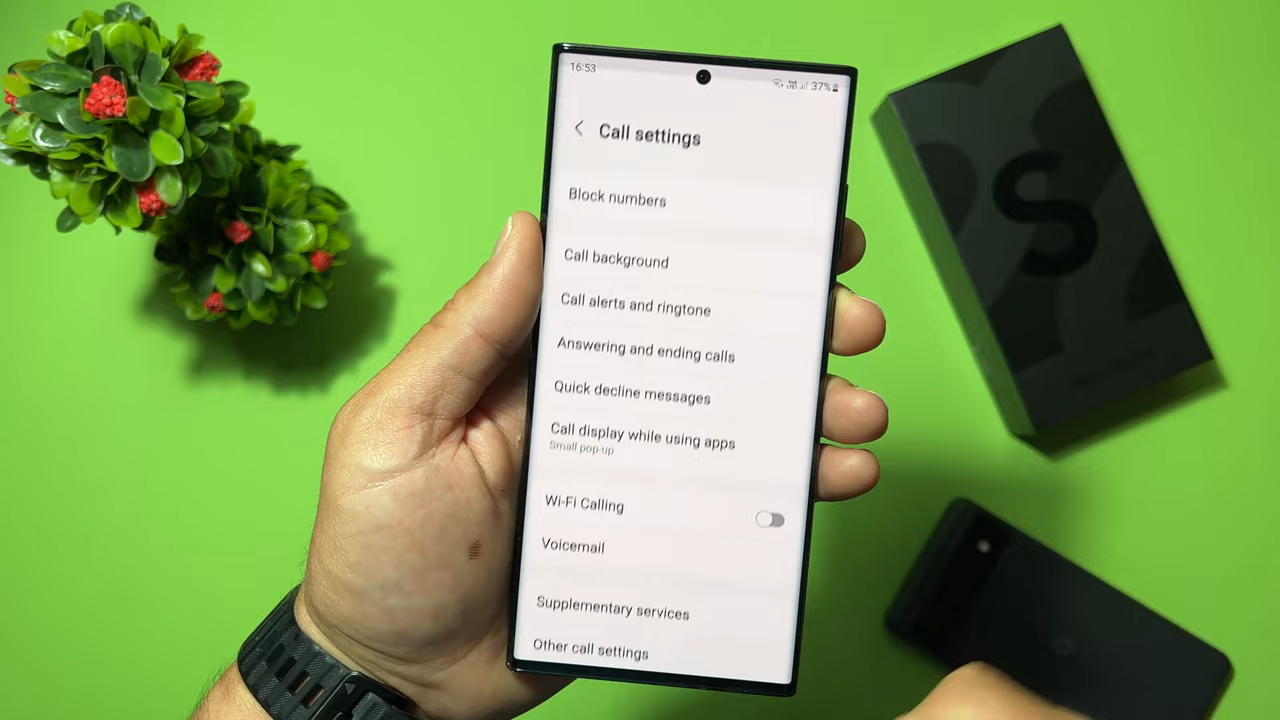 16:53
37%
Call settings
Block numbers
Call background
Call alerts and ringtone
Answering and ending calls
Quick decline messages
Call display while using apps
Small pop-up
Wi-Fi Calling
Voicemail
Supplementary services
Other call settings
S